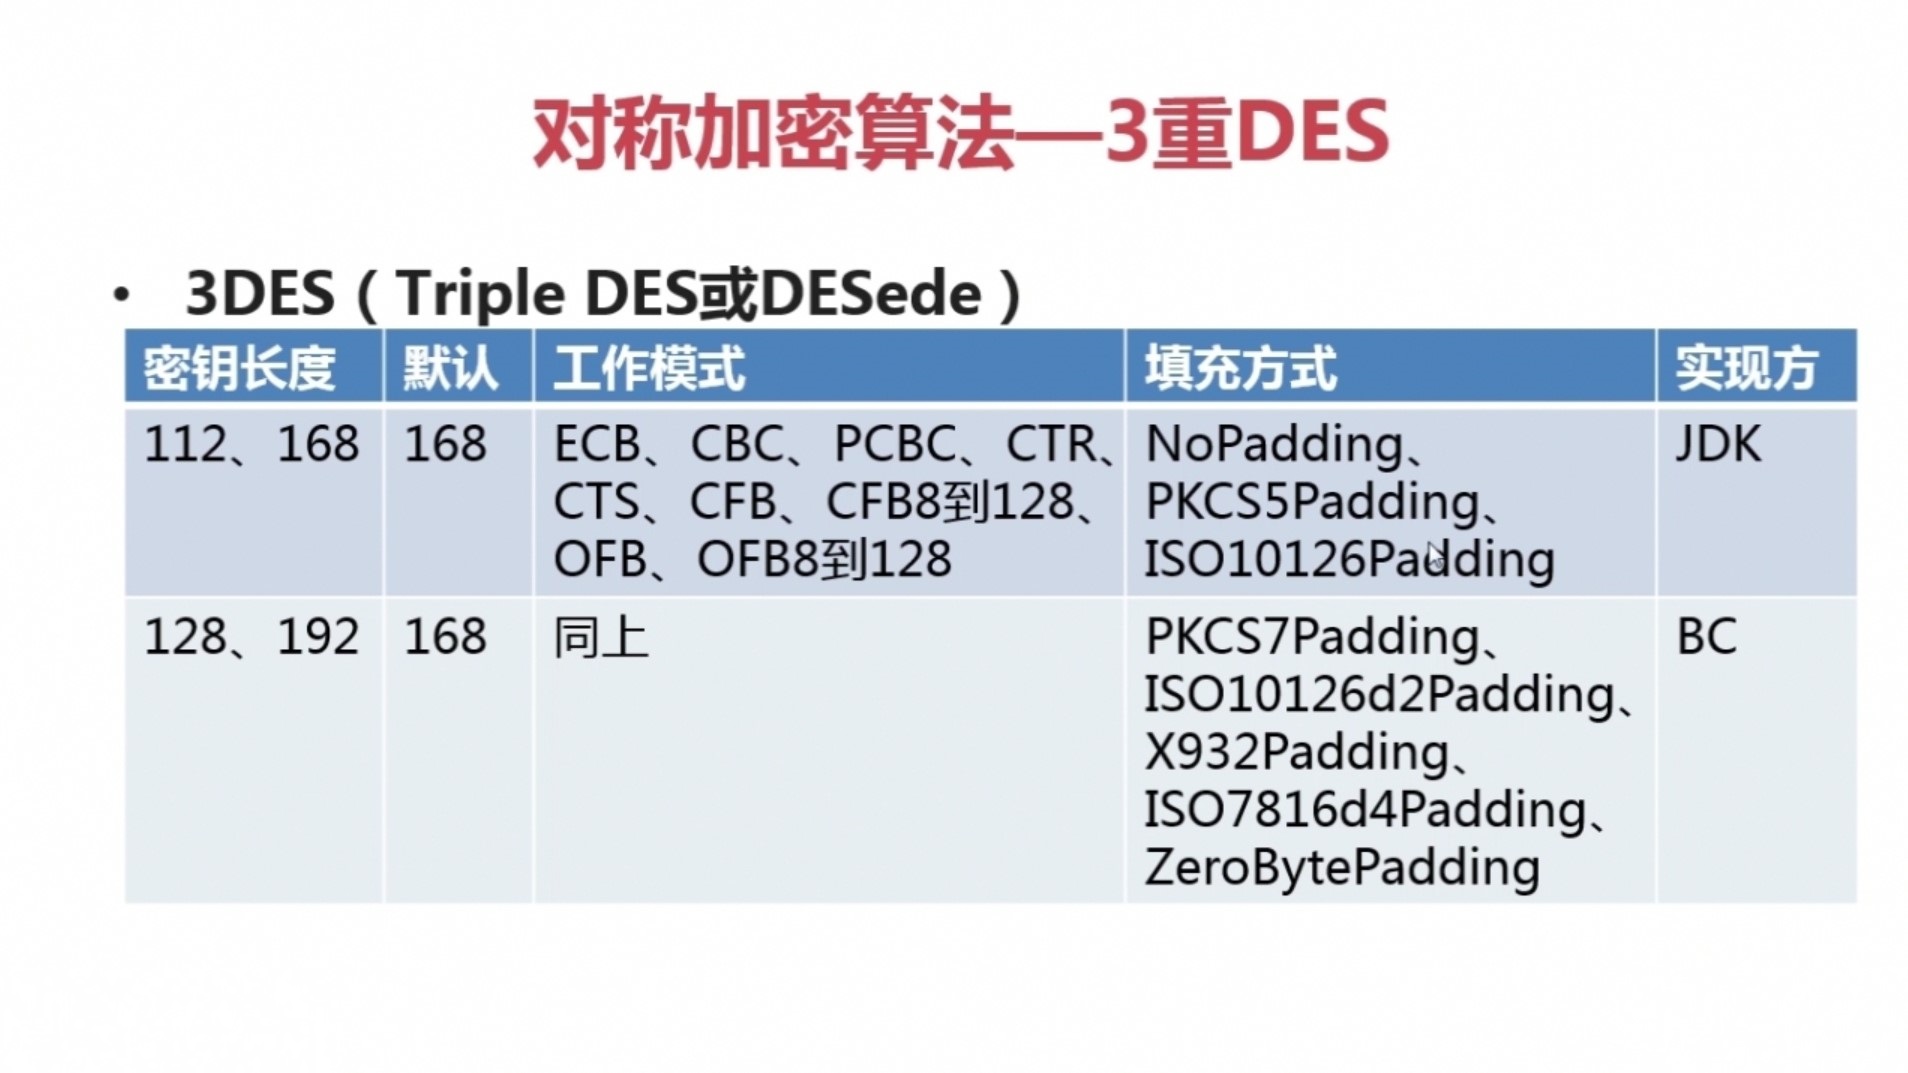 对称加密算法—3重DES
• 3DES（Triple DES或DESede）
密钥长度 默认 工作模式 填充方式 实现方
112、168 168 ECB、CBC、PCBC、CTR、 NoPadding、 JDK
CTS、CFB、CFB8到128、 PKCS5Padding、
OFB、OFB8到128 ISO10126Padding
128、192 168 同上 PKCS7Padding、 BC
ISO10126d2Padding、
X932Padding、
ISO7816d4Padding、
ZeroBytePadding